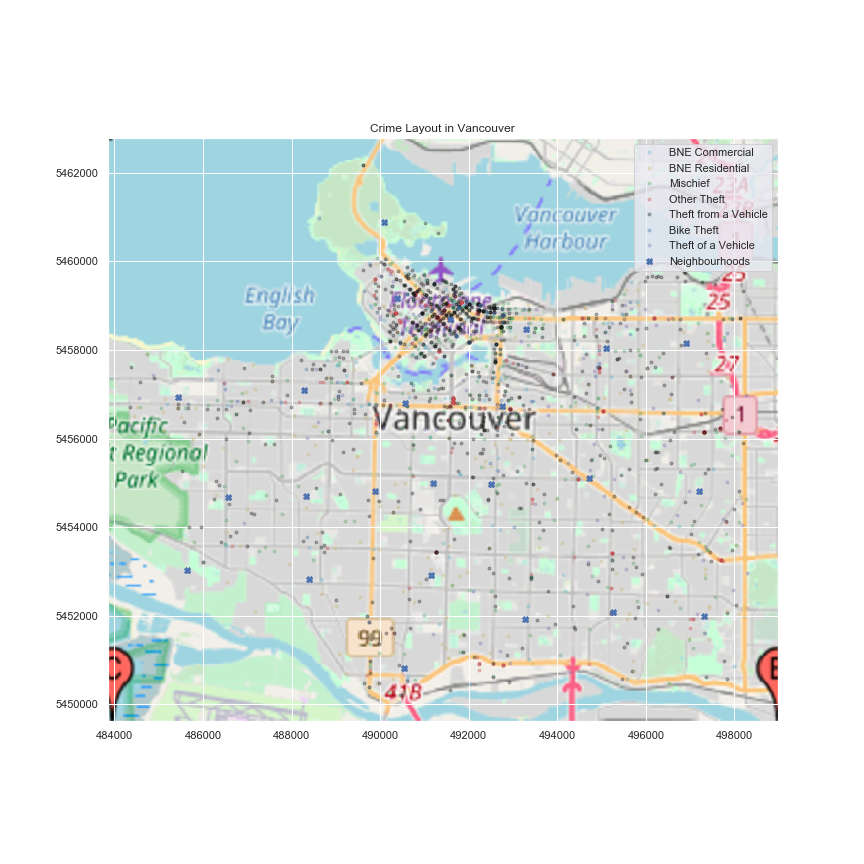 Crime Layout in Vancouver
5462000
5460000
5458000
5456000
5454000
5452000
5450000
484000
486000
488000
490000
492000
494000
496000
498000
BNE Commercial
BNE Residential
Mischief
Other Theft
Theft from a Vehicle
Bike Theft
Theft of a Vehicle
Neighbourhoods
23A
Vancouver
Harbour
English
Bay
25
25
27
1
Vancouver
Pacific
t Regional
Park
99
41B